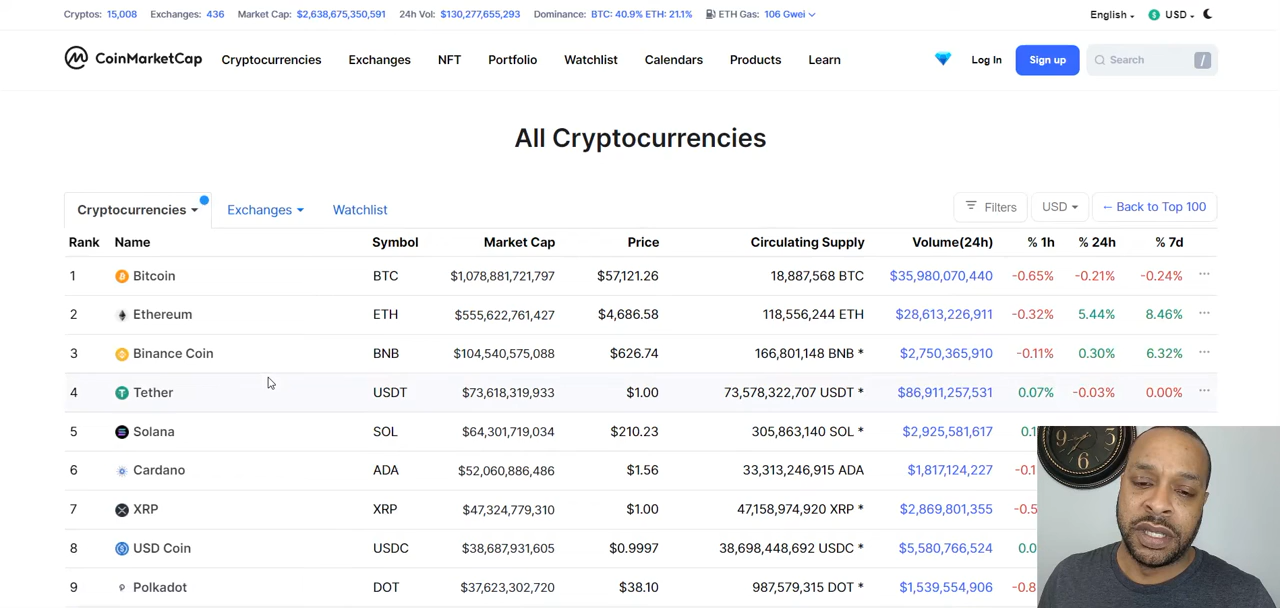 Cryptos: 15,008 Exchanges: 436 Market Cap: $2,638,675,350,591 24h Vol: $130,277,655,293 Dominance: BTC: 40.9% ETH: 21.1% ETH Gas: 106 Gwei English USD
CoinMarketCap Cryptocurrencies Exchanges NFT Portfolio Watchlist Calendars Products Learn Log In Sign up Search /
All Cryptocurrencies
Cryptocurrencies Exchanges Watchlist Filters USD ← Back to Top 100
Rank Name Symbol Market Cap Price Circulating Supply Volume(24h) % 1h % 24h % 7d
1 Bitcoin BTC $1,078,881,721,797 $57,121.26 18,887,568 BTC $35,980,070,440 -0.65% -0.21% -0.24% ...
2 Ethereum ETH $555,622,761,427 $4,686.58 118,556,244 ETH $28,613,226,911 -0.32% 5.44% 8.46% ...
3 Binance Coin BNB $104,540,575,088 $626.74 166,801,148 BNB * $2,750,365,910 -0.11% 0.30% 6.32% ...
4 Tether USDT $73,618,319,933 $1.00 73,578,322,707 USDT * $86,911,257,531 0.07% -0.03% 0.00% ...
5 Solana SOL $64,301,719,034 $210.23 305,863,140 SOL * $2,925,581,617 0.1
6 Cardano ADA $52,060,886,486 $1.56 33,313,246,915 ADA $1,817,124,227 -0.1
7 XRP XRP $47,324,779,310 $1.00 47,158,974,920 XRP * $2,869,801,355 -0.5
8 USD Coin USDC $38,687,931,605 $0.9997 38,698,448,692 USDC * $5,580,766,524 0.0
9 Polkadot DOT $37,623,302,720 $38.10 987,579,315 DOT * $1,539,554,906 -0.8